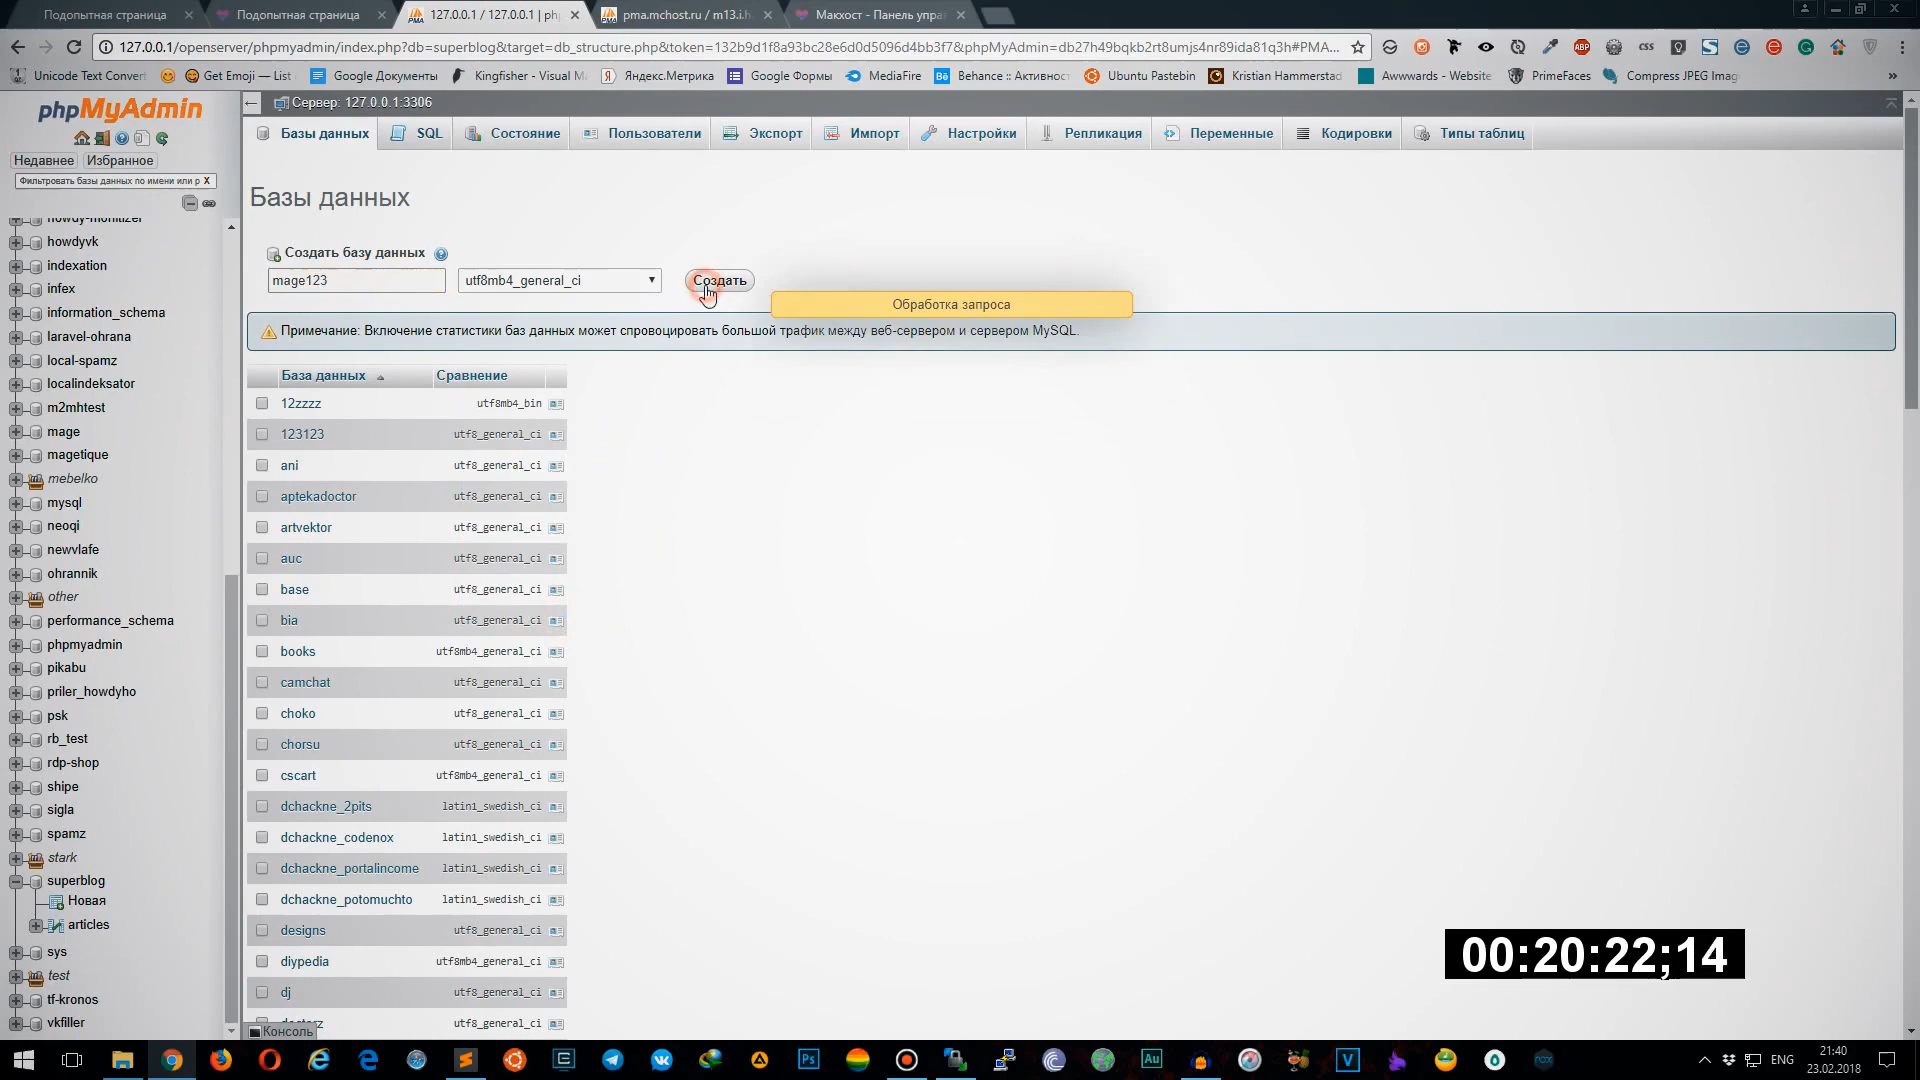 Подопытная страница
Подопытная страница
127.0.0.1 / 127.0.0.1 | ph
pma.mchost.ru / m13.i.h
Макхост - Панель упра
127.0.0.1/openserver/phpmyadmin/index.php?db=superblog&target=db_structure.php&token=132b9d1f8a93bc28e6d0d5096d4bb3f7&phpMyAdmin=db27h49bqkb2rt8umjs4nr89ida81q3h#PMA...
Unicode Text Convert
Get Emoji — List
Google Документы
Kingfisher - Visual M
Яндекс.Метрика
Google Формы
MediaFire
Behance :: Активнос
Ubuntu Pastebin
Kristian Hammerstad
Awwwards - Website
PrimeFaces
Compress JPEG Imag
phpMyAdmin
Недавнее
Избранное
Фильтровать базы данных по имени или р X
howdy-monitizer
howdyvk
indexation
infex
information_schema
laravel-ohrana
local-spamz
localindeksator
m2mhtest
mage
magetique
mebelko
mysql
neoqi
newvlafe
ohrannik
other
performance_schema
phpmyadmin
pikabu
priler_howdyho
psk
rb_test
rdp-shop
shipe
sigla
spamz
stark
superblog
Новая
articles
sys
test
tf-kronos
vkfiller
Сервер: 127.0.0.1:3306
Базы данных
SQL
Состояние
Пользователи
Экспорт
Импорт
Настройки
Репликация
Переменные
Кодировки
Типы таблиц
Базы данных
Создать базу данных
mage123
utf8mb4_general_ci
Создать
Обработка запроса
Примечание: Включение статистики баз данных может спровоцировать большой трафик между веб-сервером и сервером MySQL.
База данных
Сравнение
12zzzz utf8mb4_bin
123123 utf8_general_ci
ani utf8_general_ci
aptekadoctor utf8_general_ci
artvektor utf8_general_ci
auc utf8_general_ci
base utf8_general_ci
bia utf8_general_ci
books utf8mb4_general_ci
camchat utf8_general_ci
choko utf8_general_ci
chorsu utf8_general_ci
cscart utf8mb4_general_ci
dchackne_2pits latin1_swedish_ci
dchackne_codenox latin1_swedish_ci
dchackne_portalincome latin1_swedish_ci
dchackne_potomuchto latin1_swedish_ci
designs utf8_general_ci
diypedia utf8mb4_general_ci
dj utf8_general_ci
utf8_general_ci
Консоль
00:20:22;14
ENG
21:40
23.02.2018